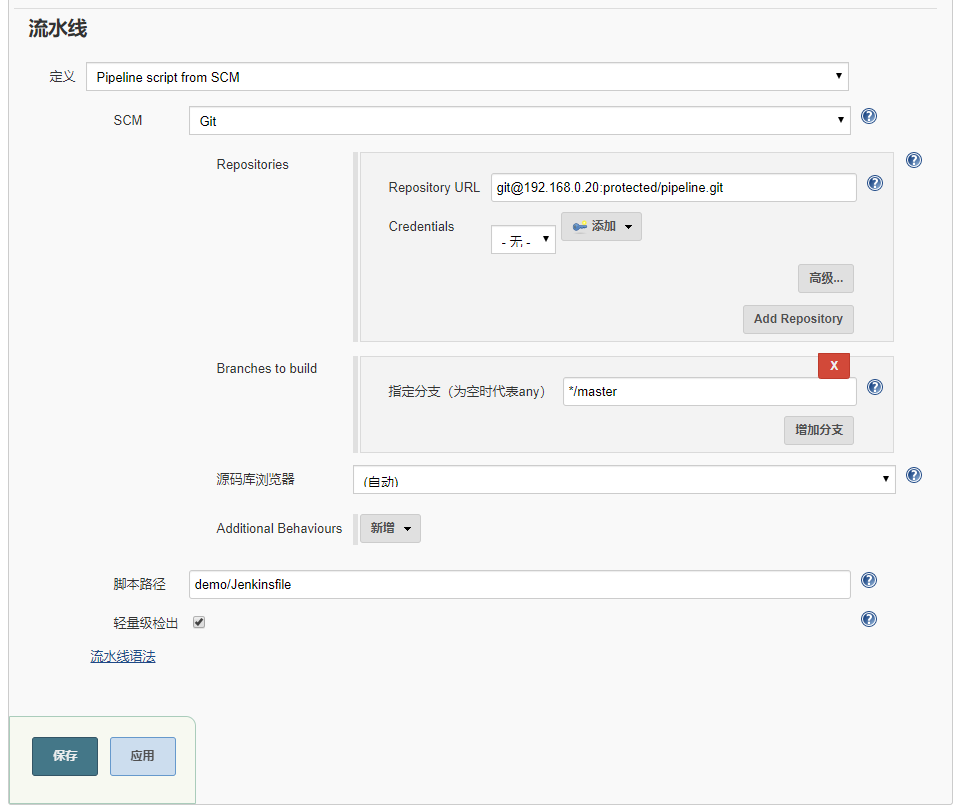 流水线
定义 Pipeline script from SCM
SCM Git
Repositories
Repository URL git@192.168.0.20:protected/pipeline.git
Credentials - 无 - 添加
高级...
Add Repository
Branches to build
X
指定分支（为空时代表any） */master
增加分支
源码库浏览器 (自动)
Additional Behaviours 新增
脚本路径 demo/Jenkinsfile
轻量级检出
流水线语法
保存 应用